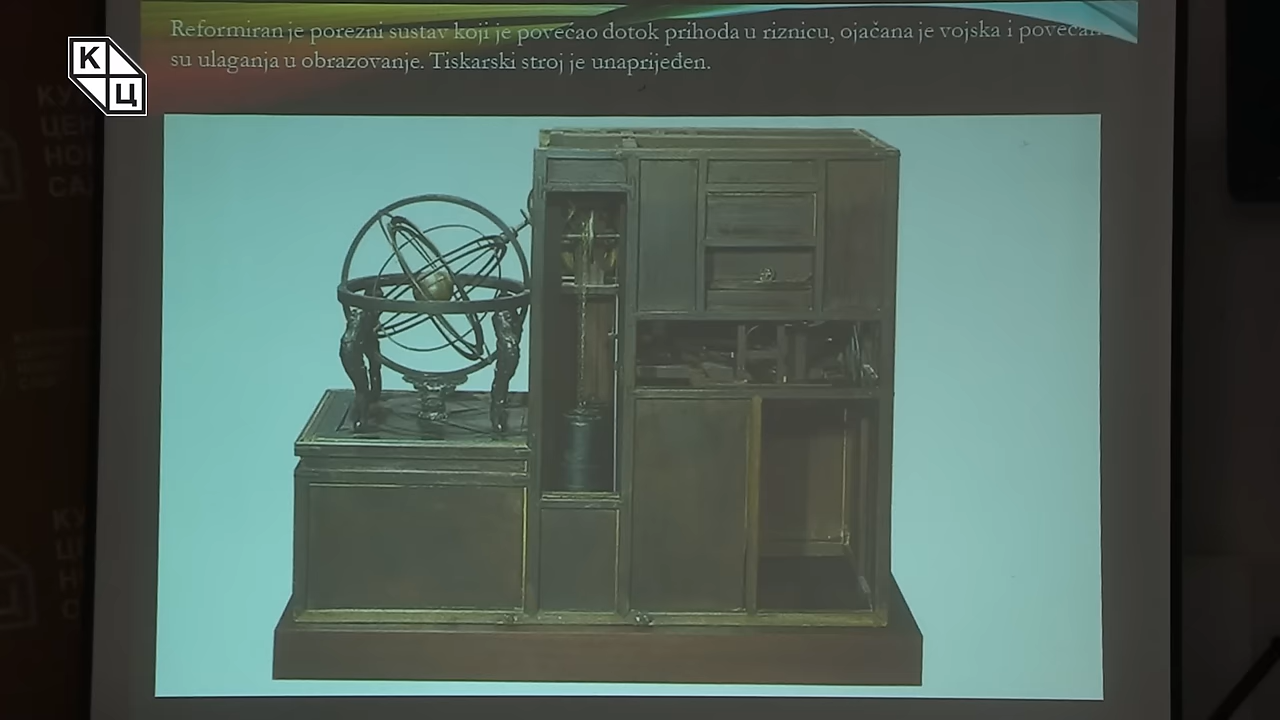 Reformiran je porezni sustav koji je povećao dotok prihoda u riznicu, ojačana je vojska i povećana
su ulaganja u obrazovanje. Tiskarski stroj je unaprijeđen.
К
Ц